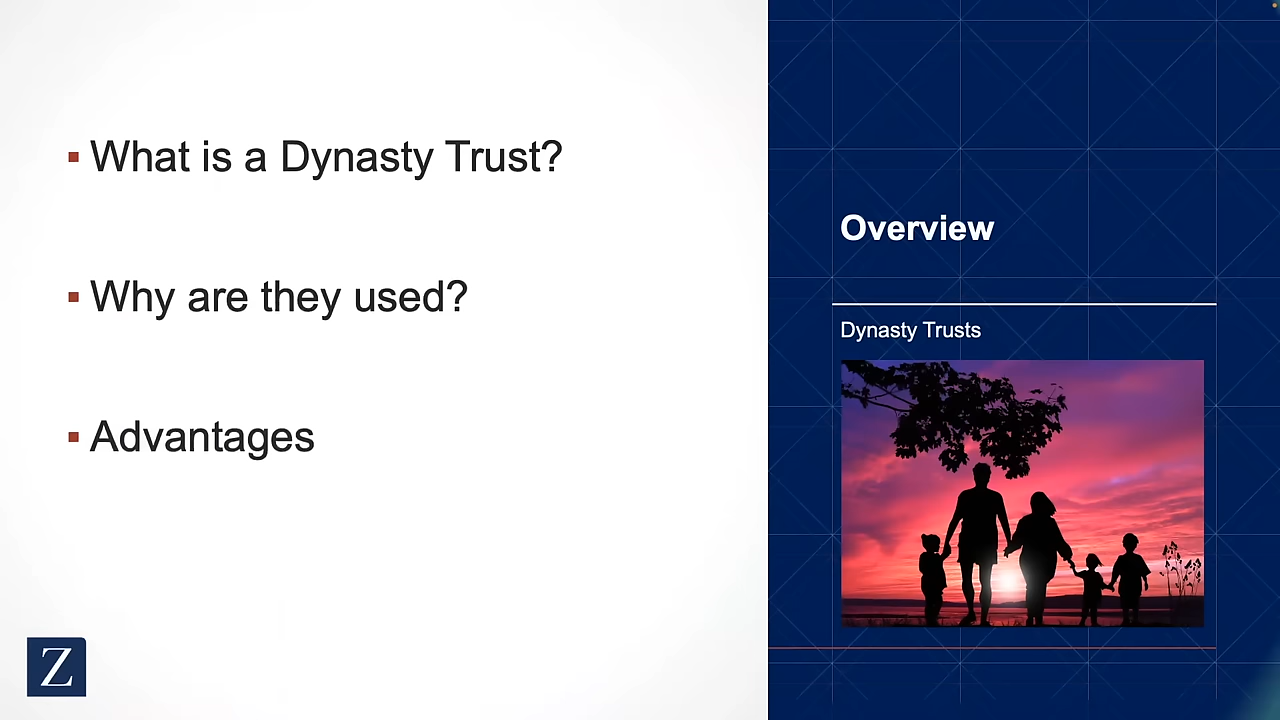 What is a Dynasty Trust?
Why are they used?
Advantages
Z
Overview
Dynasty Trusts